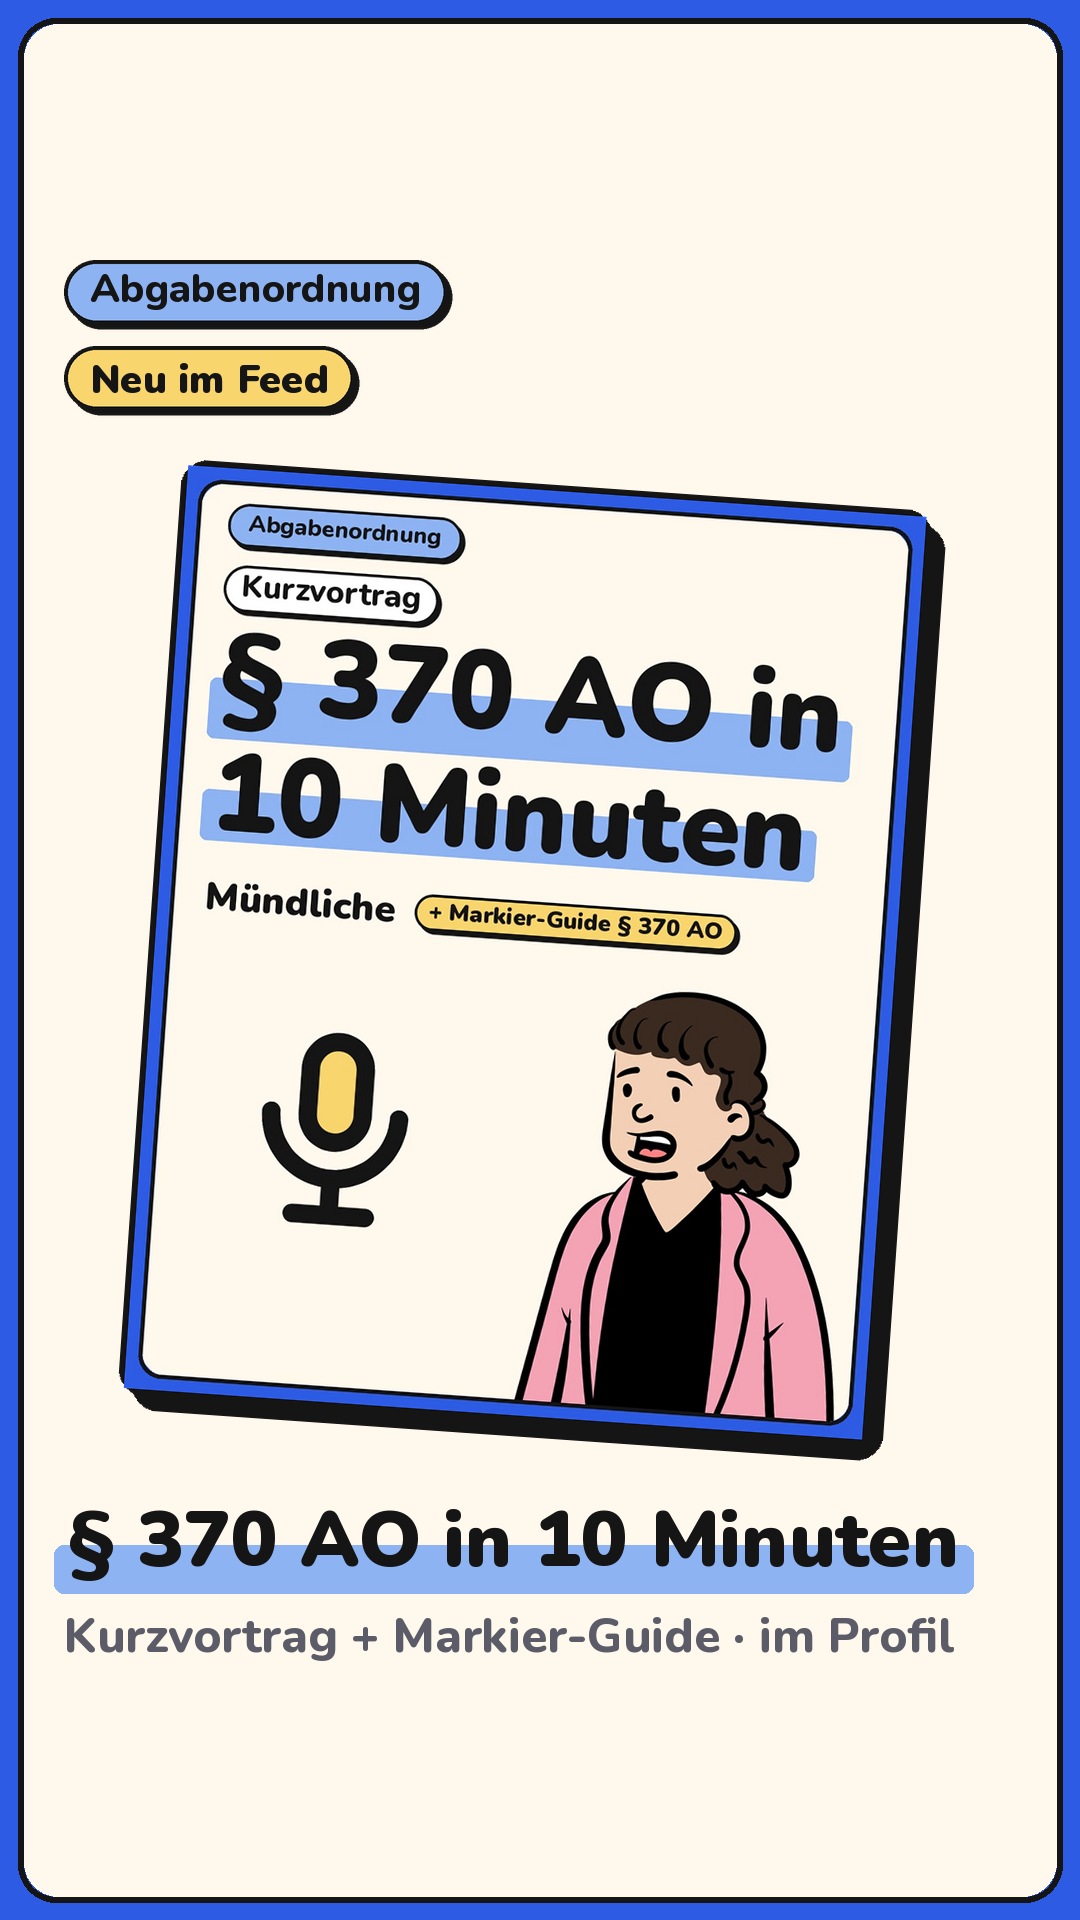 Abgabenordnung
Neu im Feed
Abgabenordnung
Kurzvortrag
§ 370 AO in
10 Minuten
Mündliche + Markier-Guide § 370 AO
§ 370 AO in 10 Minuten
Kurzvortrag + Markier-Guide · im Profil